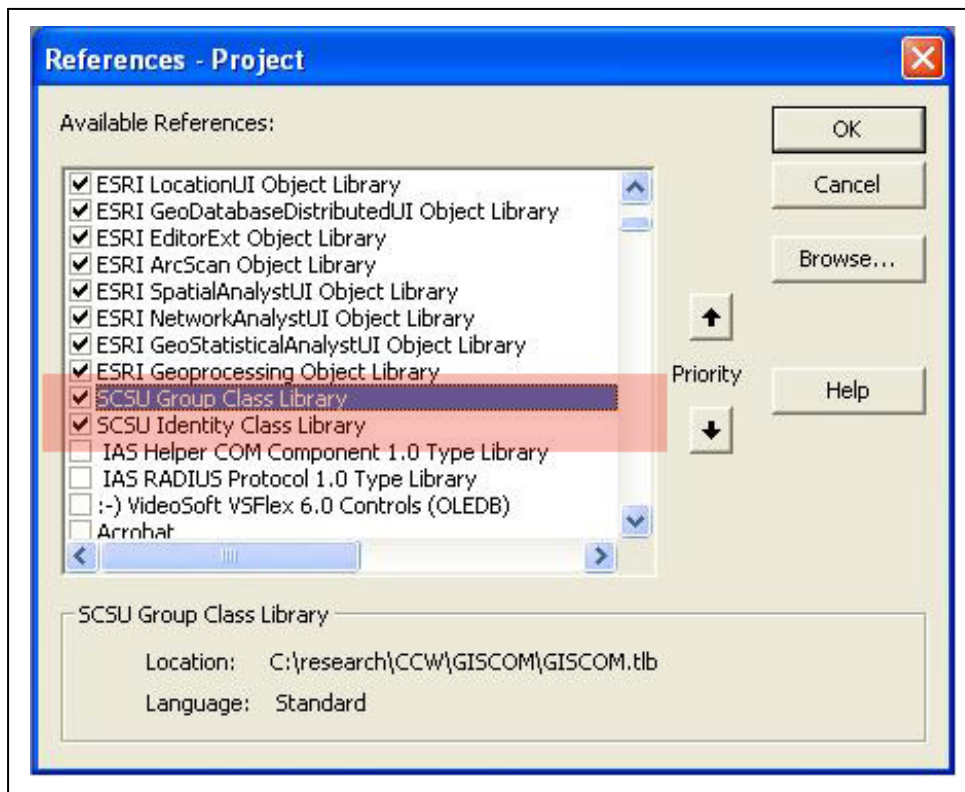 References - Project
Available References:
ESRI LocationUI Object Library
ESRI GeoDatabaseDistributedUI Object Library
ESRI EditorExt Object Library
ESRI ArcScan Object Library
ESRI SpatialAnalystUI Object Library
ESRI NetworkAnalystUI Object Library
ESRI GeoStatisticalAnalystUI Object Library
ESRI Geoprocessing Object Library
SCSU Group Class Library
SCSU Identity Class Library
IAS Helper COM Component 1.0 Type Library
IAS RADIUS Protocol 1.0 Type Library
:-) VideoSoft VSFlex 6.0 Controls (OLEDB)
Acrobat
OK
Cancel
Browse...
Priority
Help
SCSU Group Class Library
Location: C:\research\CCW\GISCOM\GISCOM.tlb
Language: Standard